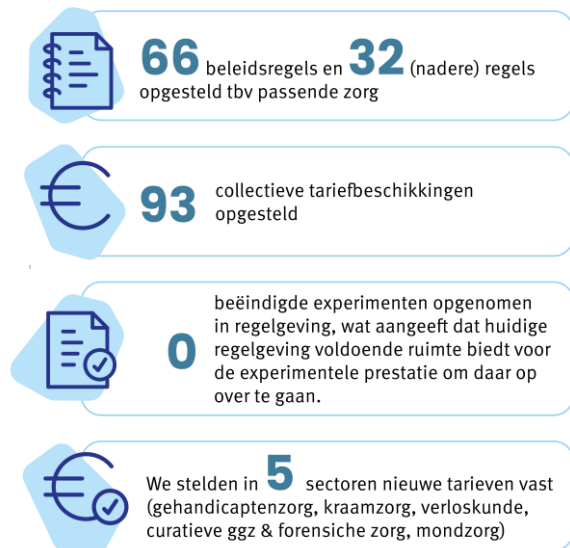 66 beleidsregels en 32 (nadere) regels
opgesteld tbv passende zorg
93 collectieve tariefbeschikkingen
opgesteld
beëindigde experimenten opgenomen
in regelgeving, wat aangeeft dat huidige
0 regelgeving voldoende ruimte biedt voor
de experimentele prestatie om daar op
over te gaan.
We stelden in 5 sectoren nieuwe tarieven vast
(gehandicaptenzorg, kraamzorg, verloskunde,
curatieve ggz & forensiche zorg, mondzorg)